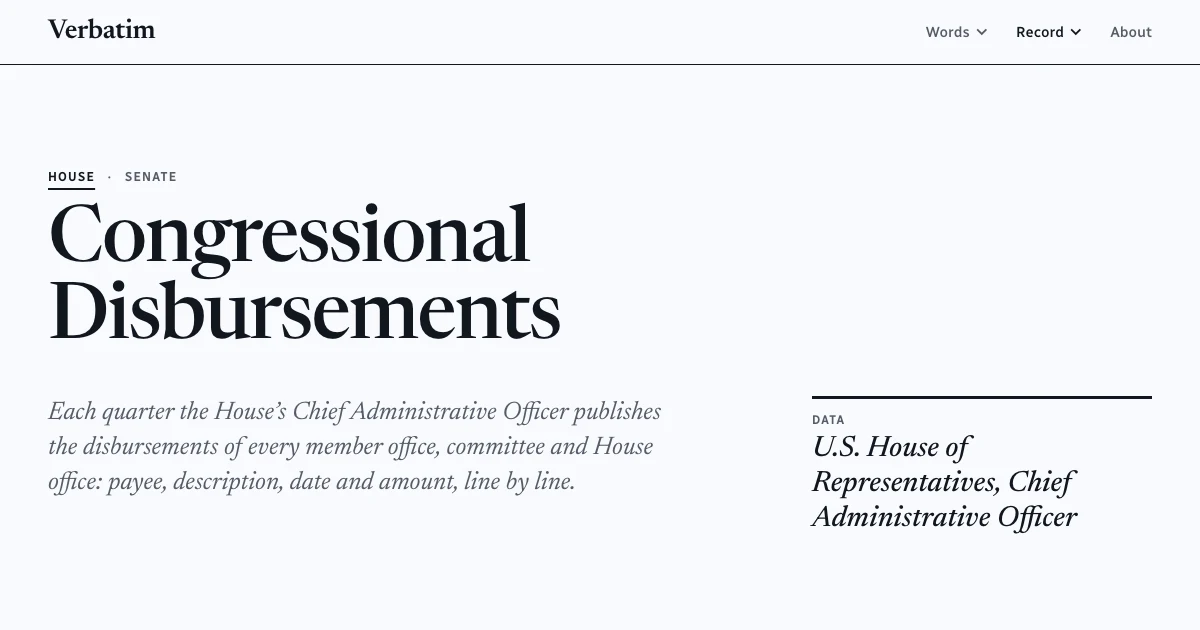 Verbatim
Words
Record
About
HOUSE · SENATE
Congressional
Disbursements
Each quarter the House’s Chief Administrative Officer publishes
the disbursements of every member office, committee and House
office: payee, description, date and amount, line by line.
DATA
U.S. House of
Representatives, Chief
Administrative Officer